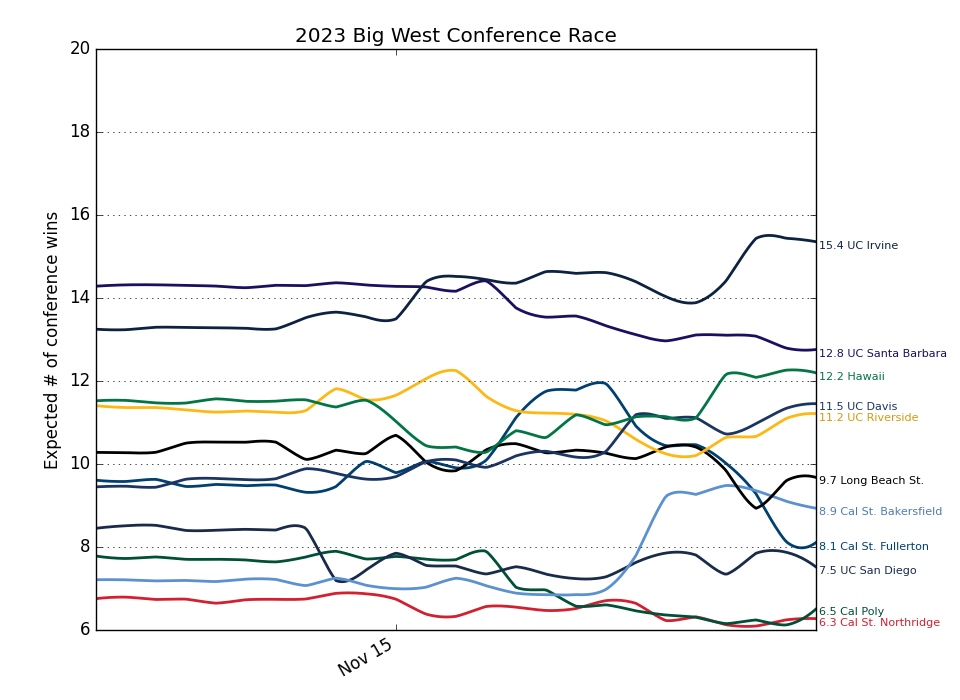 2023 Big West Conference Race
Expected # of conference wins
20
18
16
14
12
10
8
6
Nov 15
15.4 UC Irvine
12.8 UC Santa Barbara
12.2 Hawaii
11.5 UC Davis
11.2 UC Riverside
9.7 Long Beach St.
8.9 Cal St. Bakersfield
8.1 Cal St. Fullerton
7.5 UC San Diego
6.5 Cal Poly
6.3 Cal St. Northridge